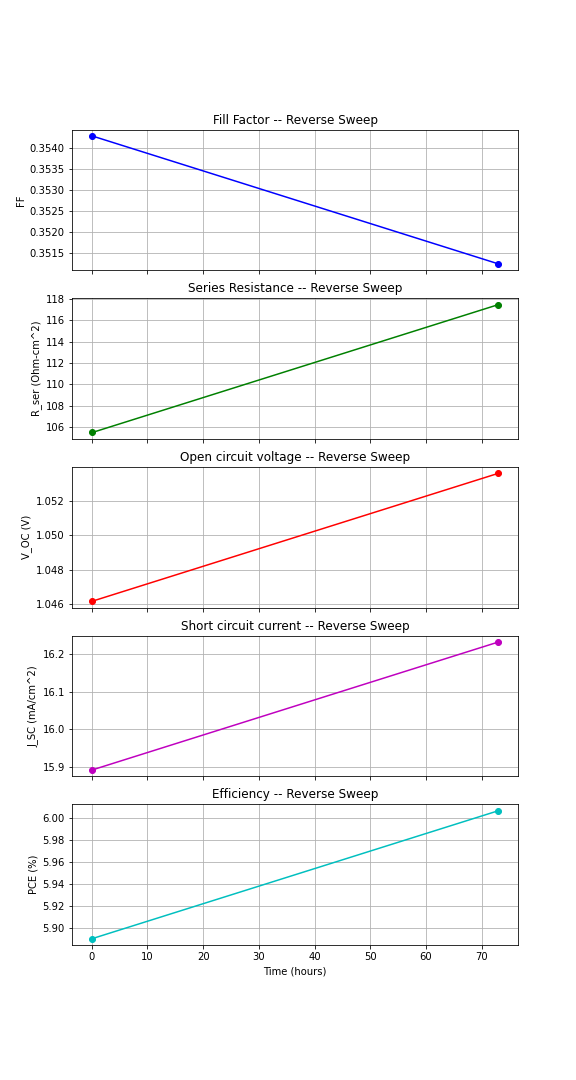 Fill Factor -- Reverse Sweep
0.3540
0.3535
0.3530
0.3525
0.3520
0.3515
FF
Series Resistance -- Reverse Sweep
118
116
114
112
110
108
106
R_ser (Ohm-cm^2)
Open circuit voltage -- Reverse Sweep
1.052
1.050
1.048
1.046
V_OC (V)
Short circuit current -- Reverse Sweep
16.2
16.1
16.0
15.9
J_SC (mA/cm^2)
Efficiency -- Reverse Sweep
6.00
5.98
5.96
5.94
5.92
5.90
PCE (%)
0 10 20 30 40 50 60 70
Time (hours)